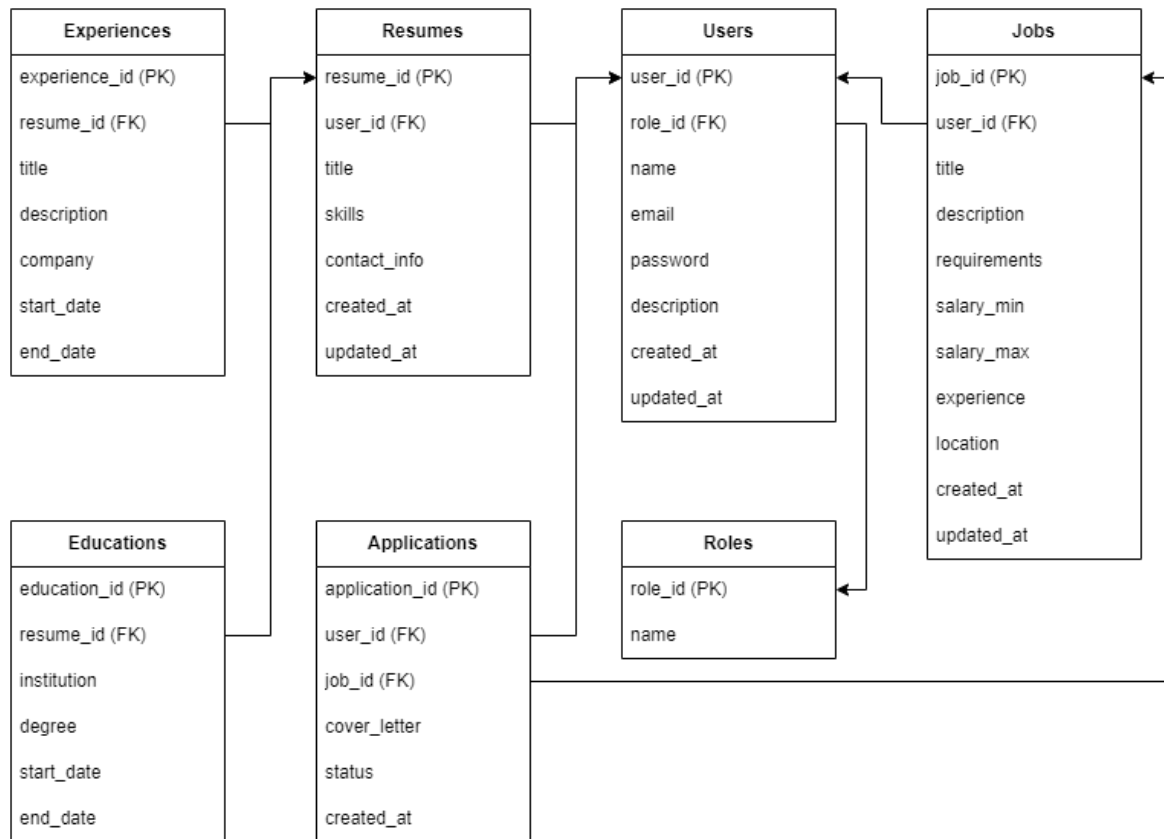 Experiences
experience_id (PK)
resume_id (FK)
title
description
company
start_date
end_date
Resumes
resume_id (PK)
user_id (FK)
title
skills
contact_info
created_at
updated_at
Users
user_id (PK)
role_id (FK)
name
email
password
description
created_at
updated_at
Jobs
job_id (PK)
user_id (FK)
title
description
requirements
salary_min
salary_max
experience
location
created_at
updated_at
Educations
education_id (PK)
resume_id (FK)
institution
degree
start_date
end_date
Applications
application_id (PK)
user_id (FK)
job_id (FK)
cover_letter
status
created_at
Roles
role_id (PK)
name